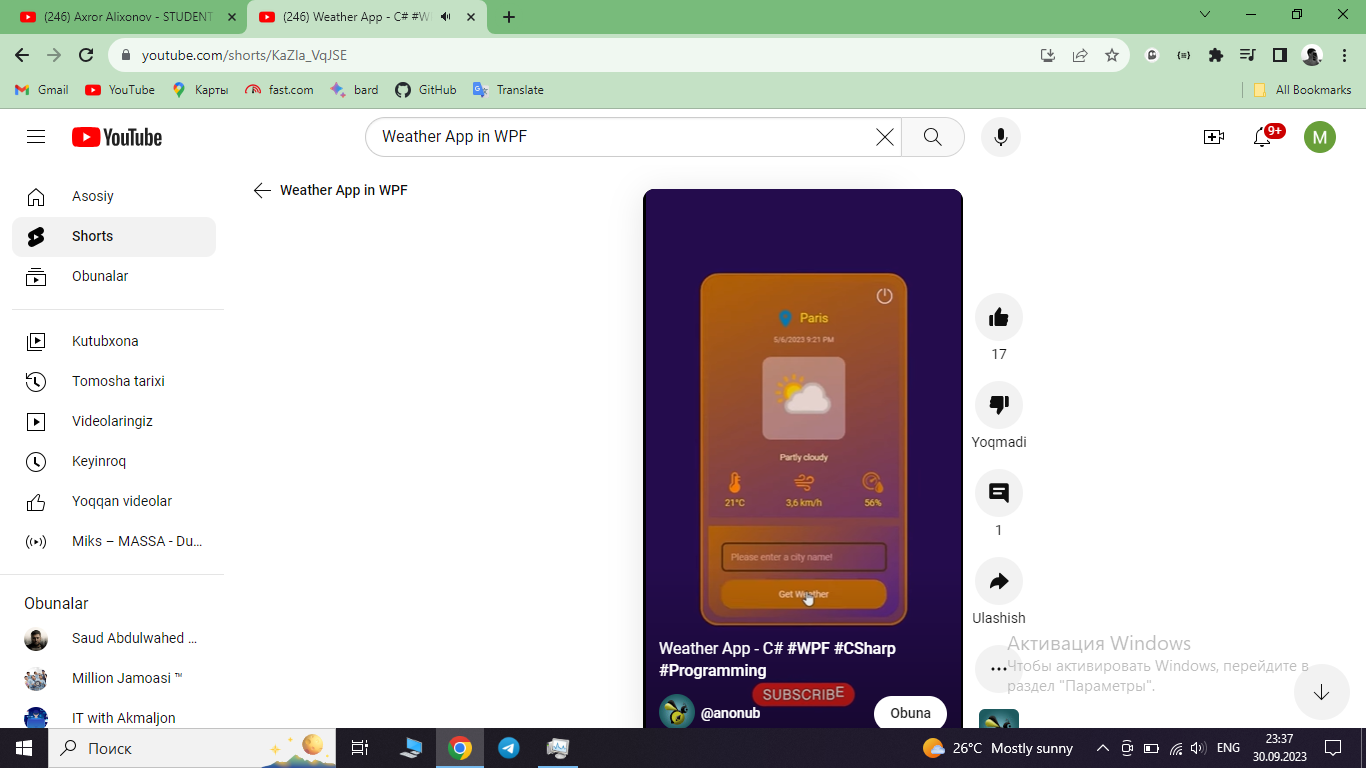 (246) Axror Alixonov - STUDENT
(246) Weather App - C# #W
youtube.com/shorts/KaZIa_VqJSE
Gmail
YouTube
Карты
fast.com
bard
GitHub
Translate
All Bookmarks
YouTube
Weather App in WPF
9+
M
Asosiy
Shorts
Obunalar
Kutubxona
Tomosha tarixi
Videolaringiz
Keyinroq
Yoqqan videolar
Miks – MASSA - Du...
Obunalar
Saud Abdulwahed ...
Million Jamoasi ™
IT with Akmaljon
Weather App in WPF
Paris
5/6/2023 9:21 PM
Partly cloudy
21°C
3,6 km/h
56%
Please enter a city name!
Get Weather
Weather App - C# #WPF #CSharp
#Programming
SUBSCRIBE
@anonub
Obuna
17
Yoqmadi
1
Ulashish
Активация Windows
Чтобы активировать Windows, перейдите в
раздел "Параметры".
Поиск
26°C Mostly sunny
ENG
23:37
30.09.2023